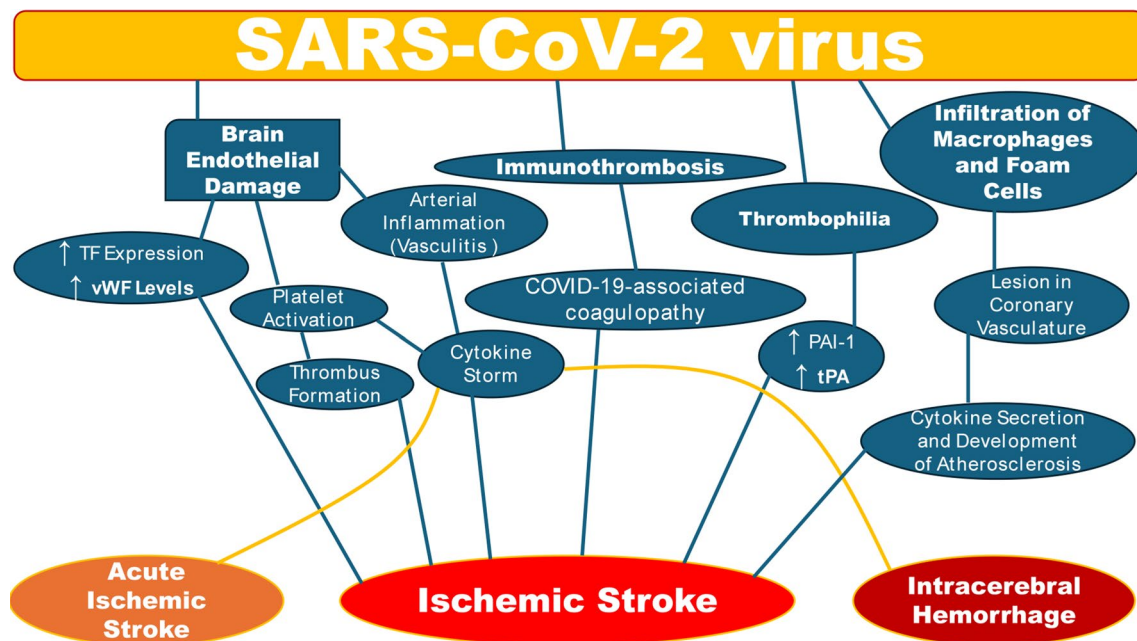 SARS-CoV-2 virus
Brain
Endothelial
Damage
Immunothrombosis
Infiltration of
Macrophages
and Foam
Cells
Arterial
Inflammation
(Vasculitis )
Thrombophilia
↑ TF Expression
↑ vWF Levels
Platelet
Activation
COVID-19-associated
coagulopathy
Lesion in
Coronary
Vasculature
Thrombus
Formation
Cytokine
Storm
↑ PAI-1
↑ tPA
Cytokine Secretion
and Development
of Atherosclerosis
Acute
Ischemic
Stroke
Ischemic Stroke
Intracerebral
Hemorrhage